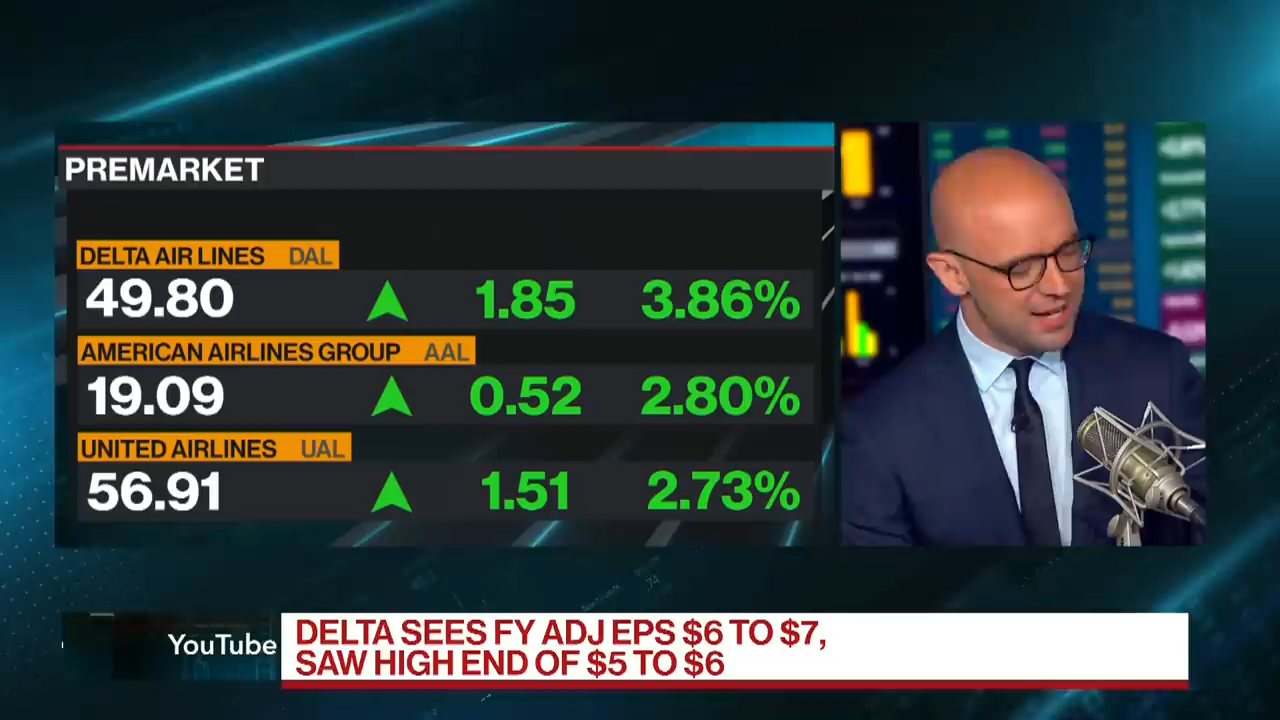 PREMARKET
DELTA AIR LINES DAL
49.80 1.85 3.86%
AMERICAN AIRLINES GROUP AAL
19.09 0.52 2.80%
UNITED AIRLINES UAL
56.91 1.51 2.73%
YouTube
DELTA SEES FY ADJ EPS $6 TO $7,
SAW HIGH END OF $5 TO $6